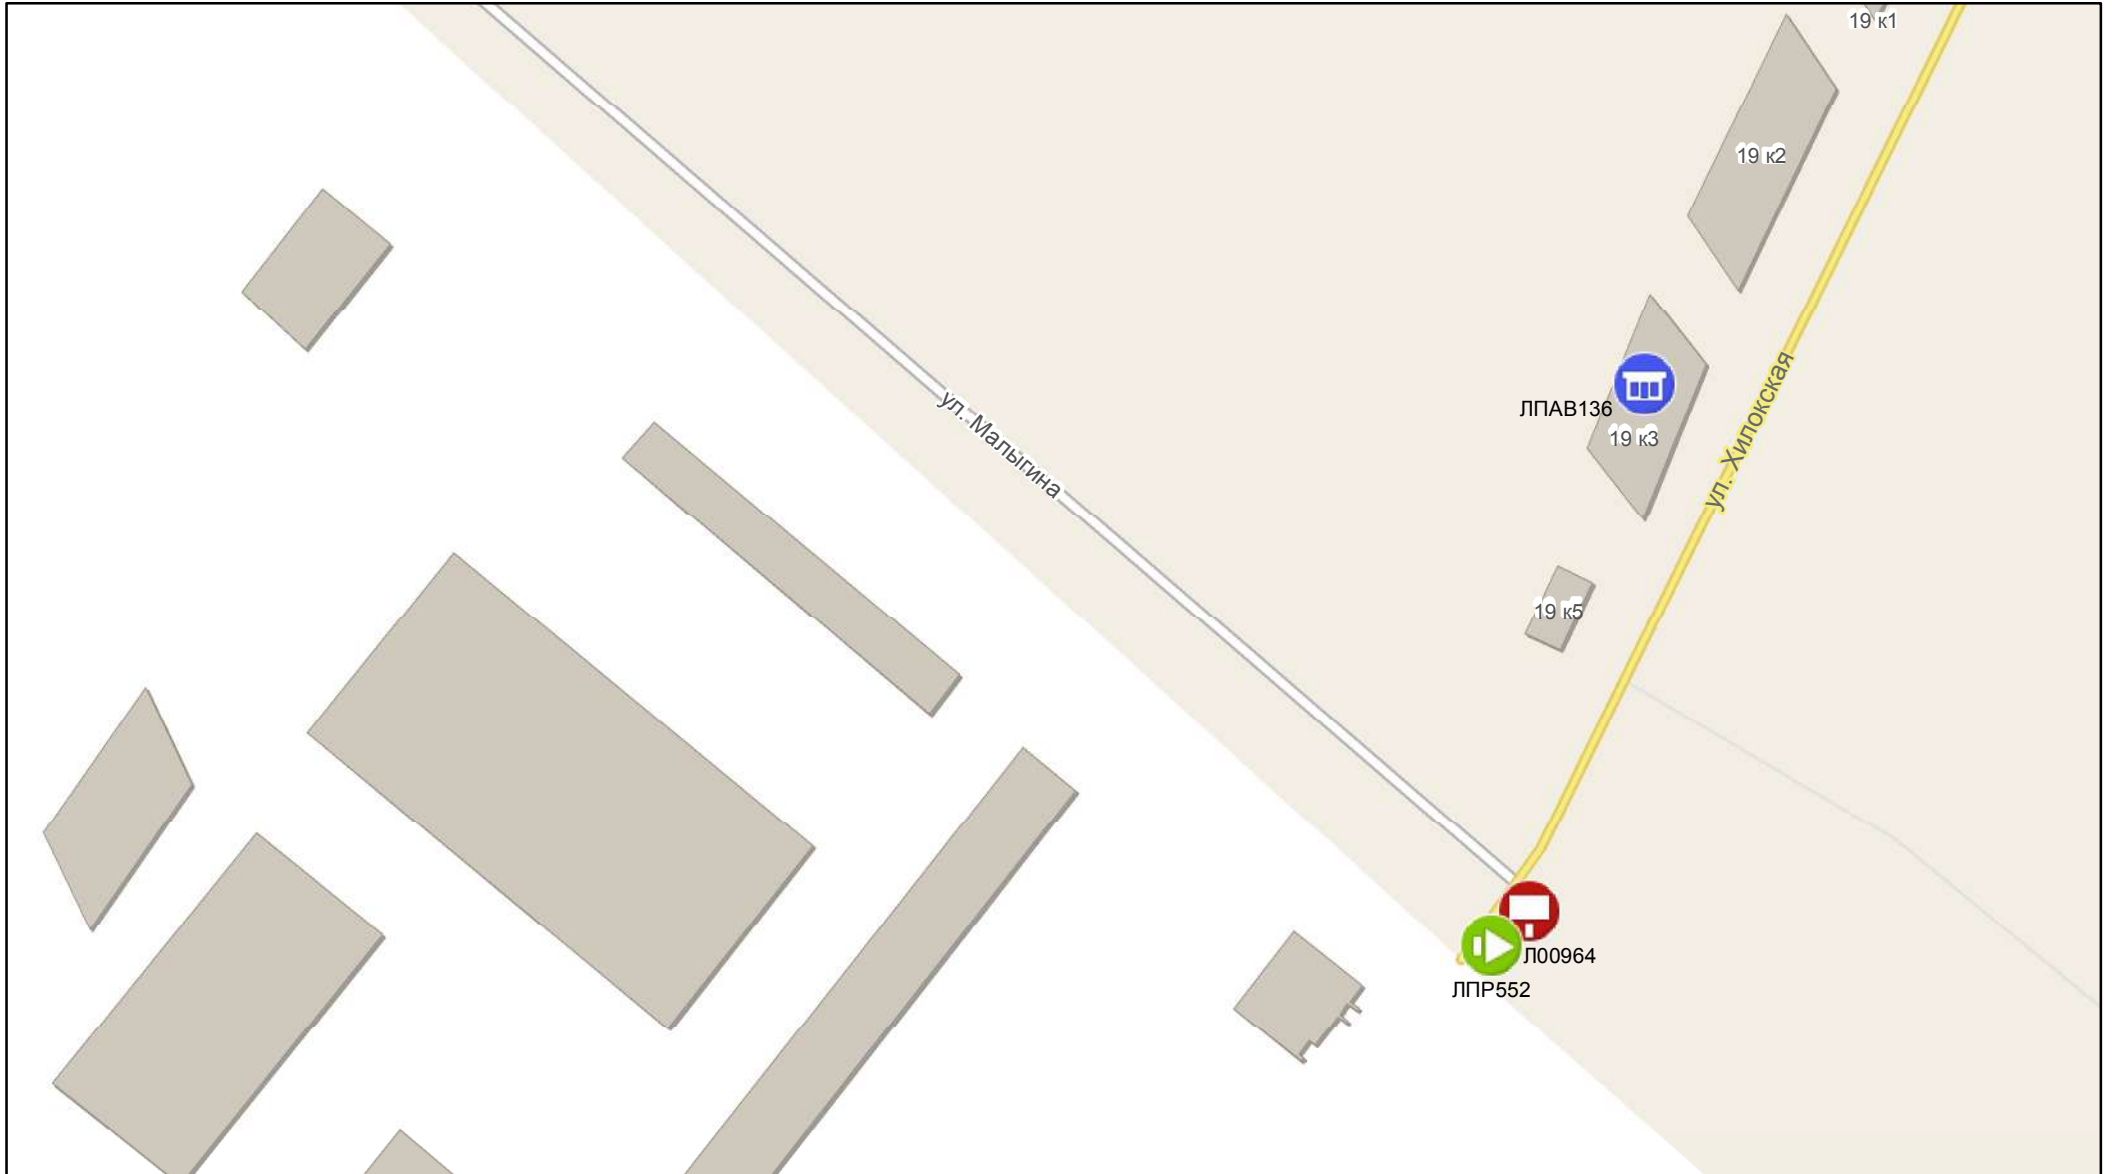 19 к1
19 к2
ул. Малыгина
ул. Хилокская
ЛПАВ136
19 к3
19 к5
Л00964
ЛПР552